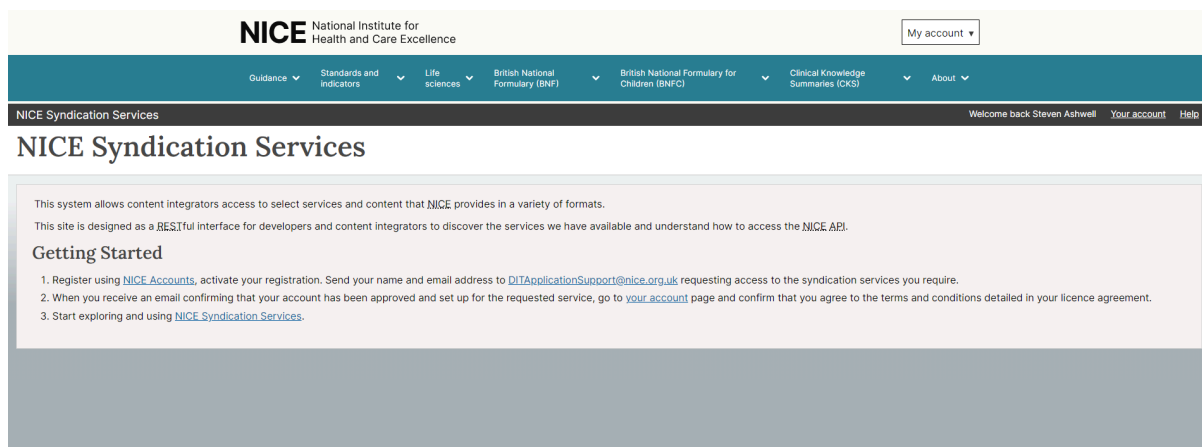 NICE National Institute for
Health and Care Excellence
My account ▾
Guidance
Standards and
indicators
Life
sciences
British National
Formulary (BNF)
British National Formulary for
Children (BNFC)
Clinical Knowledge
Summaries (CKS)
About
NICE Syndication Services
Welcome back Steven Ashwell Your account Help
NICE Syndication Services
This system allows content integrators access to select services and content that NICE provides in a variety of formats.
This site is designed as a RESTful interface for developers and content integrators to discover the services we have available and understand how to access the NICE API.
Getting Started
1. Register using NICE Accounts, activate your registration. Send your name and email address to DITApplicationSupport@nice.org.uk requesting access to the syndication services you require.
2. When you receive an email confirming that your account has been approved and set up for the requested service, go to your account page and confirm that you agree to the terms and conditions detailed in your licence agreement.
3. Start exploring and using NICE Syndication Services.